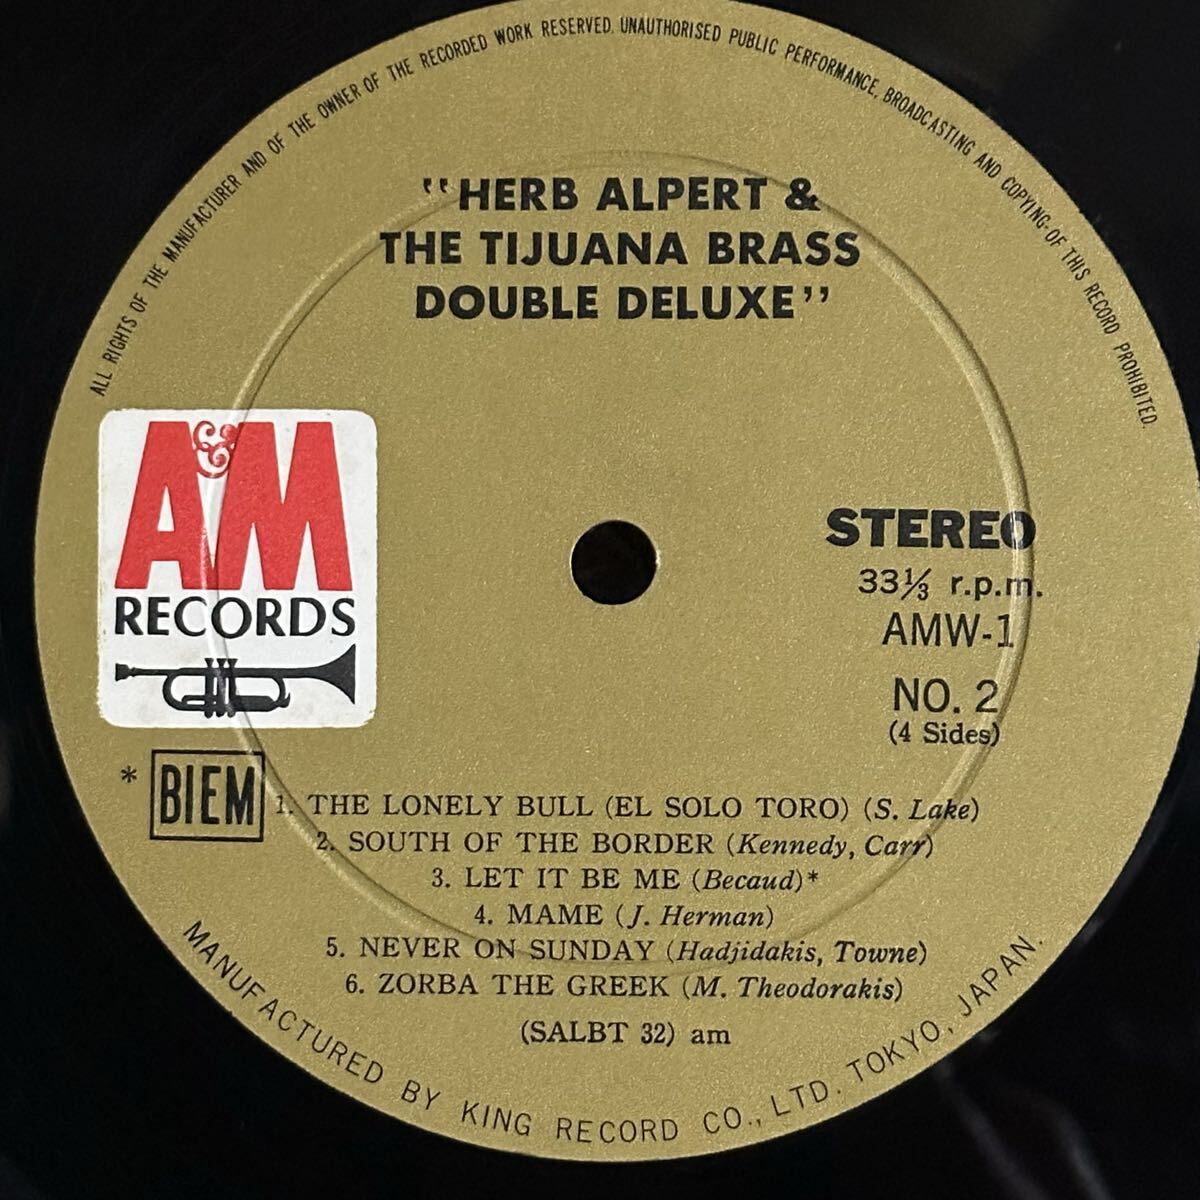 ALL RIGHTS OF THE MANUFACTURER AND OF THE OWNER OF THE RECORDED WORK RESERVED. UNAUTHORISED PUBLIC PERFORMANCE, BROADCASTING AND COPYING OF THIS RECORD PROHIBITED.
"HERB ALPERT &
THE TIJUANA BRASS
DOUBLE DELUXE"
A&M
RECORDS
STEREO
33⅓ r.p.m.
AMW-1
NO. 2
(4 Sides)
* BIEM
1. THE LONELY BULL (EL SOLO TORO) (S. Lake)
2. SOUTH OF THE BORDER (Kennedy, Carr)
3. LET IT BE ME (Becaud)*
4. MAME (J. Herman)
5. NEVER ON SUNDAY (Hadjidakis, Towne)
6. ZORBA THE GREEK (M. Theodorakis)
(SALBT 32) am
MANUFACTURED BY KING RECORD CO., LTD. TOKYO, JAPAN.